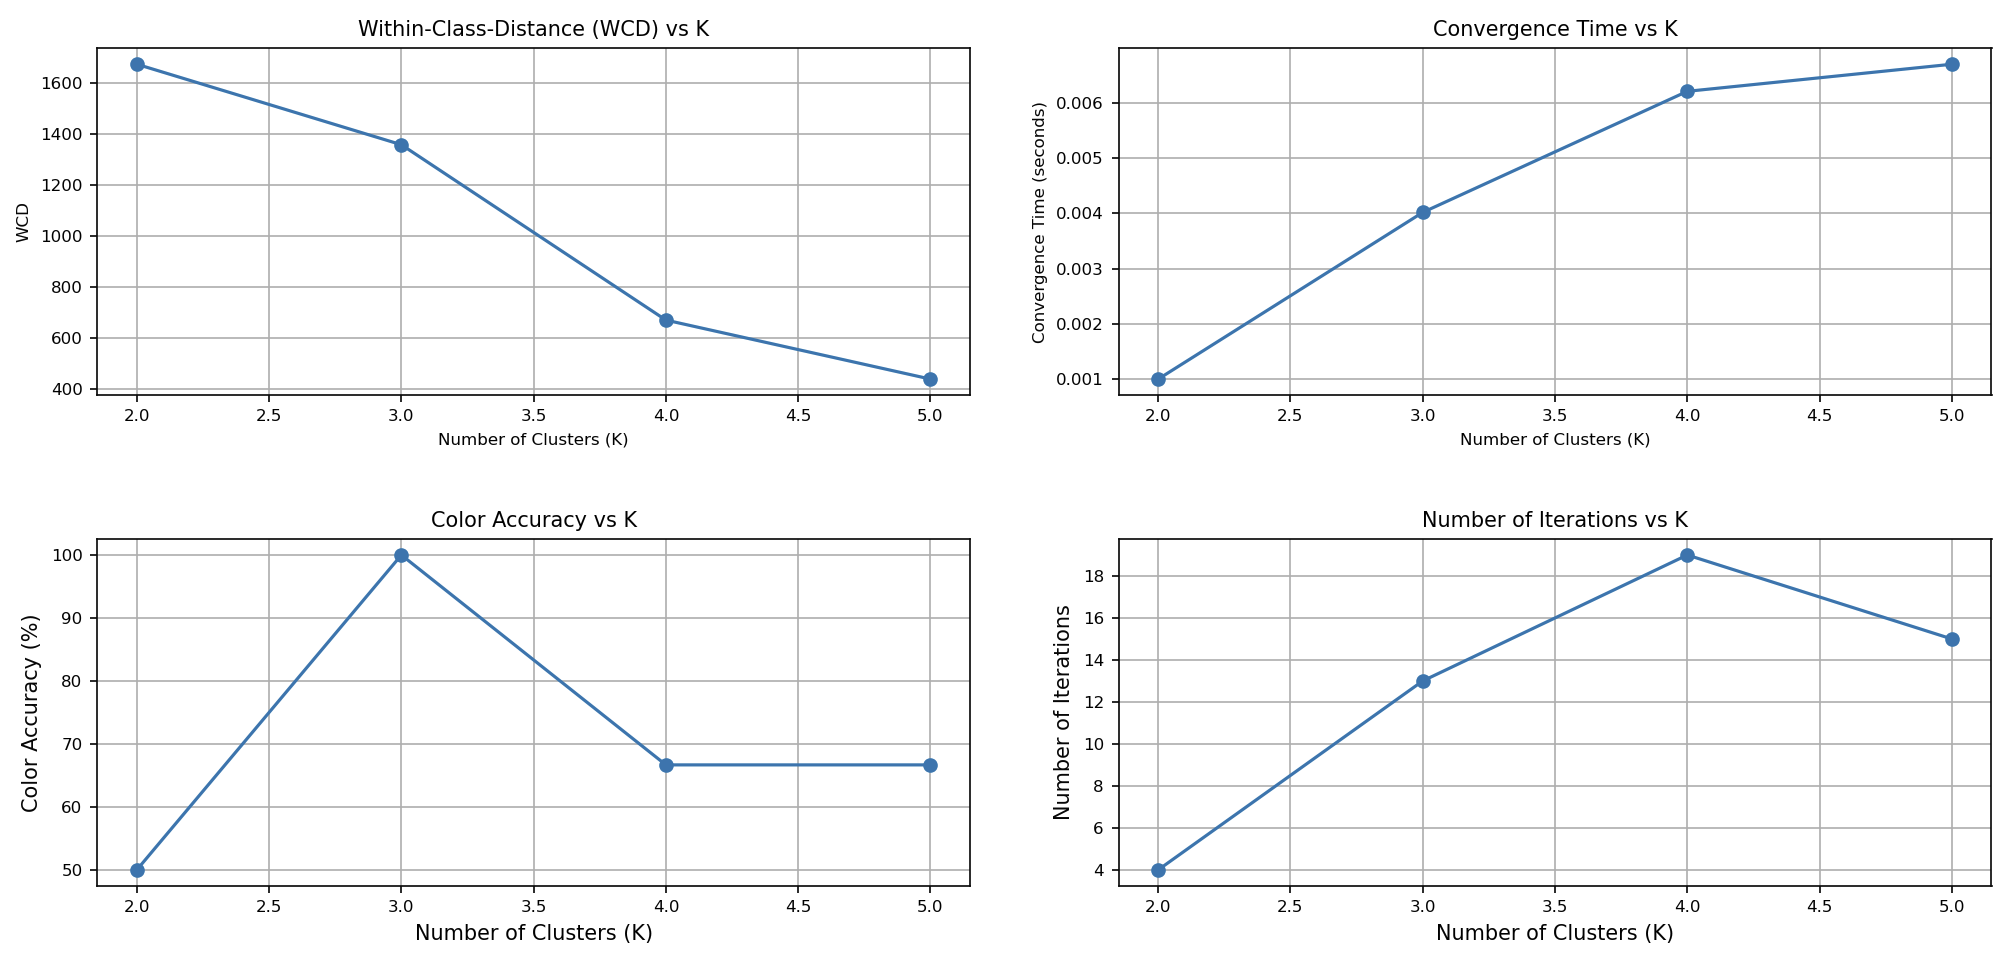 Within-Class-Distance (WCD) vs K
WCD
1600
1400
1200
1000
800
600
400
2.0 2.5 3.0 3.5 4.0 4.5 5.0
Number of Clusters (K)
Convergence Time vs K
Convergence Time (seconds)
0.006
0.005
0.004
0.003
0.002
0.001
2.0 2.5 3.0 3.5 4.0 4.5 5.0
Number of Clusters (K)
Color Accuracy vs K
Color Accuracy (%)
100
90
80
70
60
50
2.0 2.5 3.0 3.5 4.0 4.5 5.0
Number of Clusters (K)
Number of Iterations vs K
Number of Iterations
18
16
14
12
10
8
6
4
2.0 2.5 3.0 3.5 4.0 4.5 5.0
Number of Clusters (K)